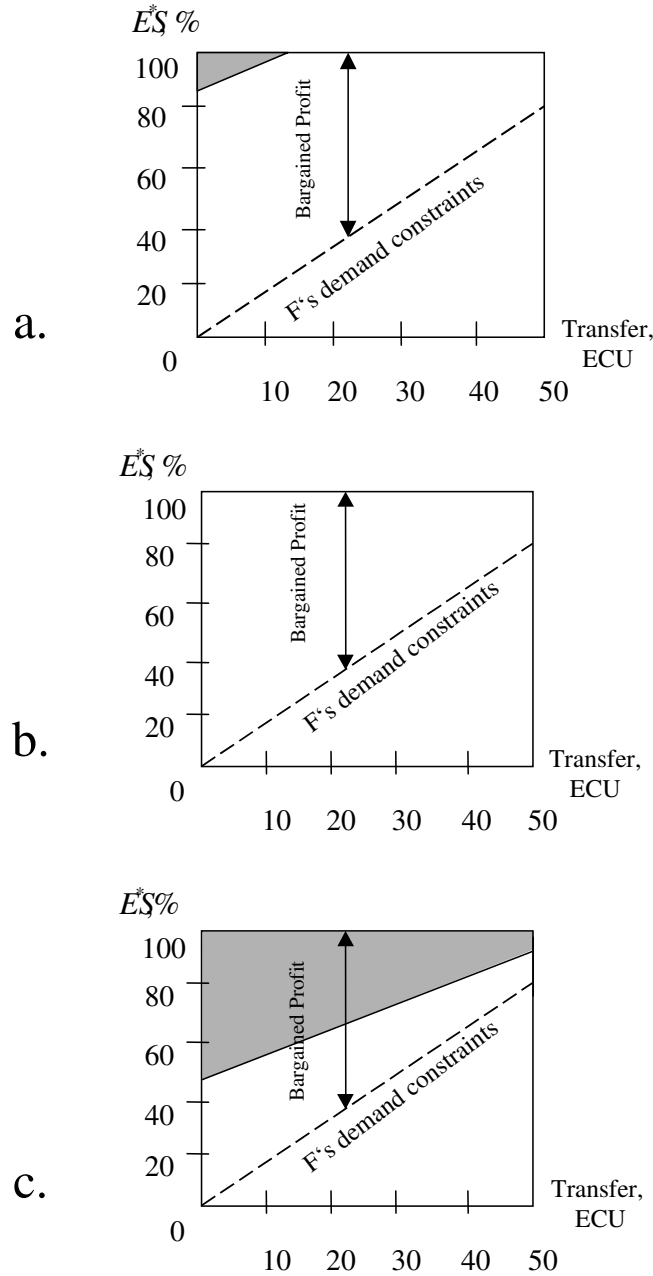 E*S, %
100
80
60
40
20
0
Bargained Profit
F's demand constraints
a.
Transfer,
ECU
10 20 30 40 50
E*S, %
100
80
60
40
20
0
Bargained Profit
F's demand constraints
b.
Transfer,
ECU
10 20 30 40 50
E*S,%
100
80
60
40
20
0
Bargained Profit
F's demand constraints
c.
Transfer,
ECU
10 20 30 40 50